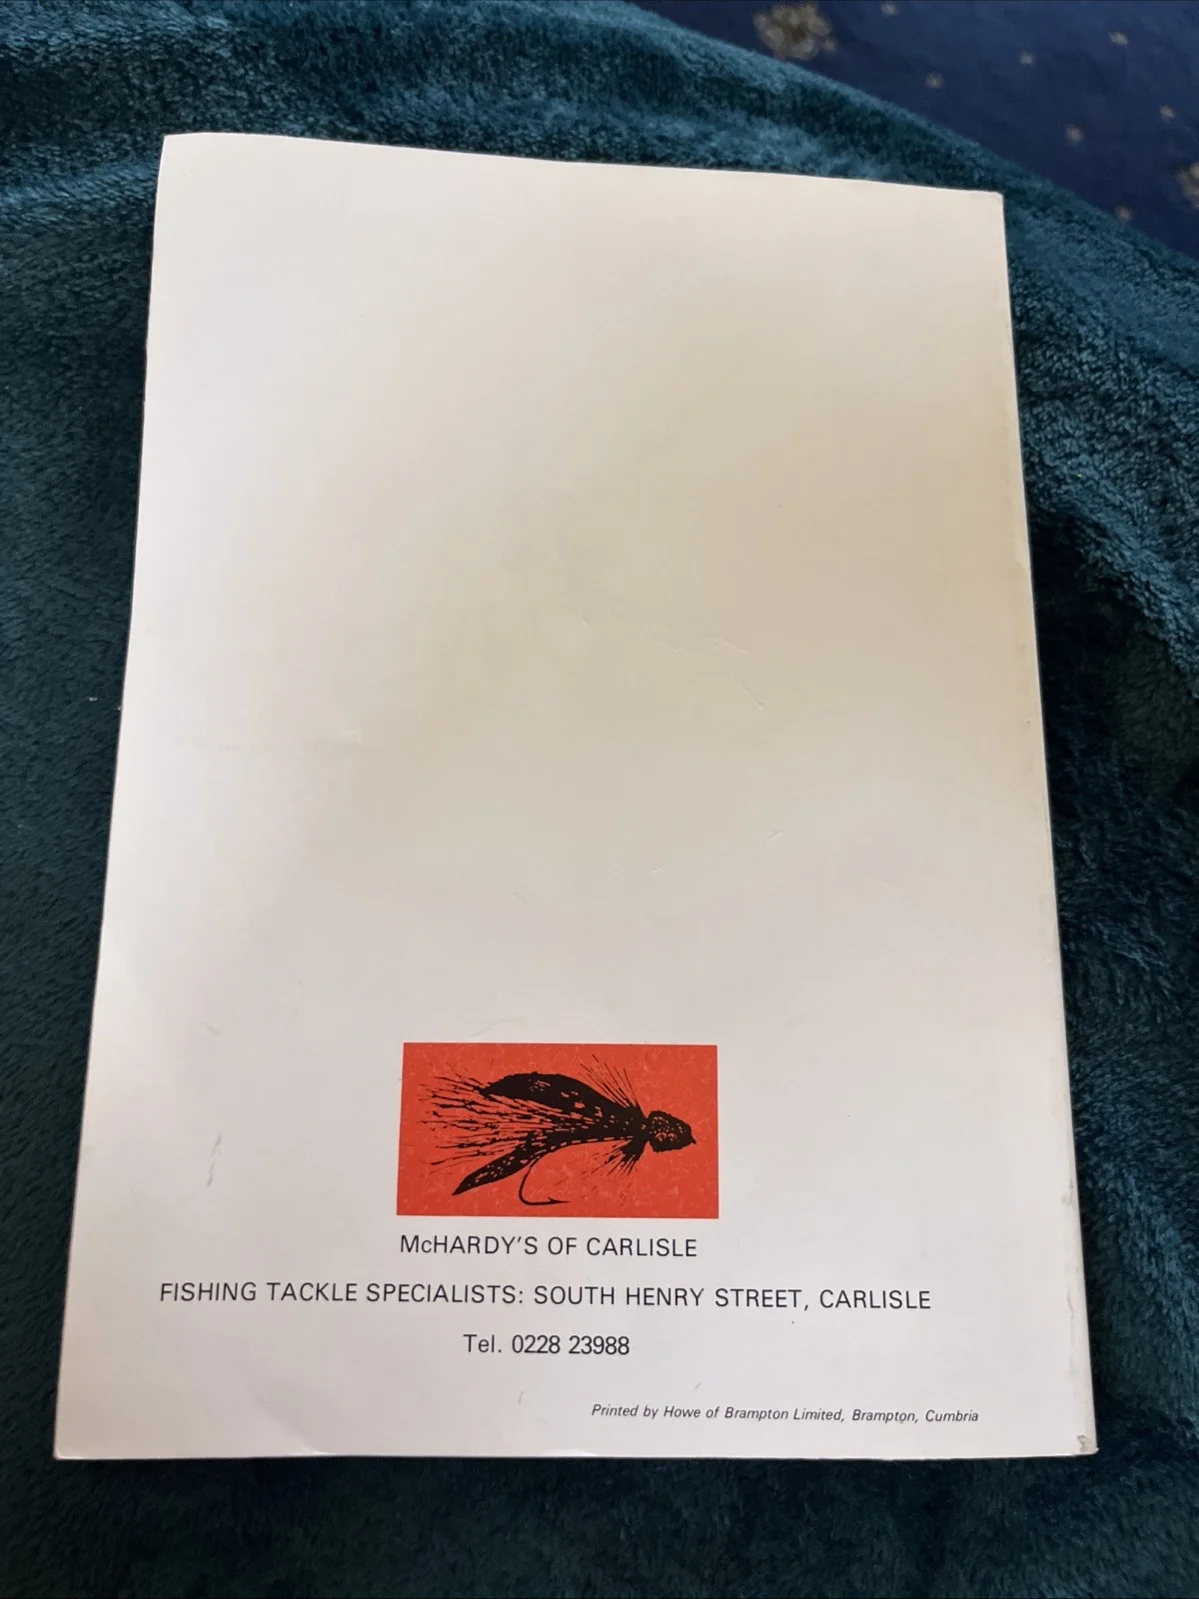 McHARDY'S OF CARLISLE
FISHING TACKLE SPECIALISTS: SOUTH HENRY STREET, CARLISLE
Tel. 0228 23988
Printed by Howe of Brampton Limited, Brampton, Cumbria